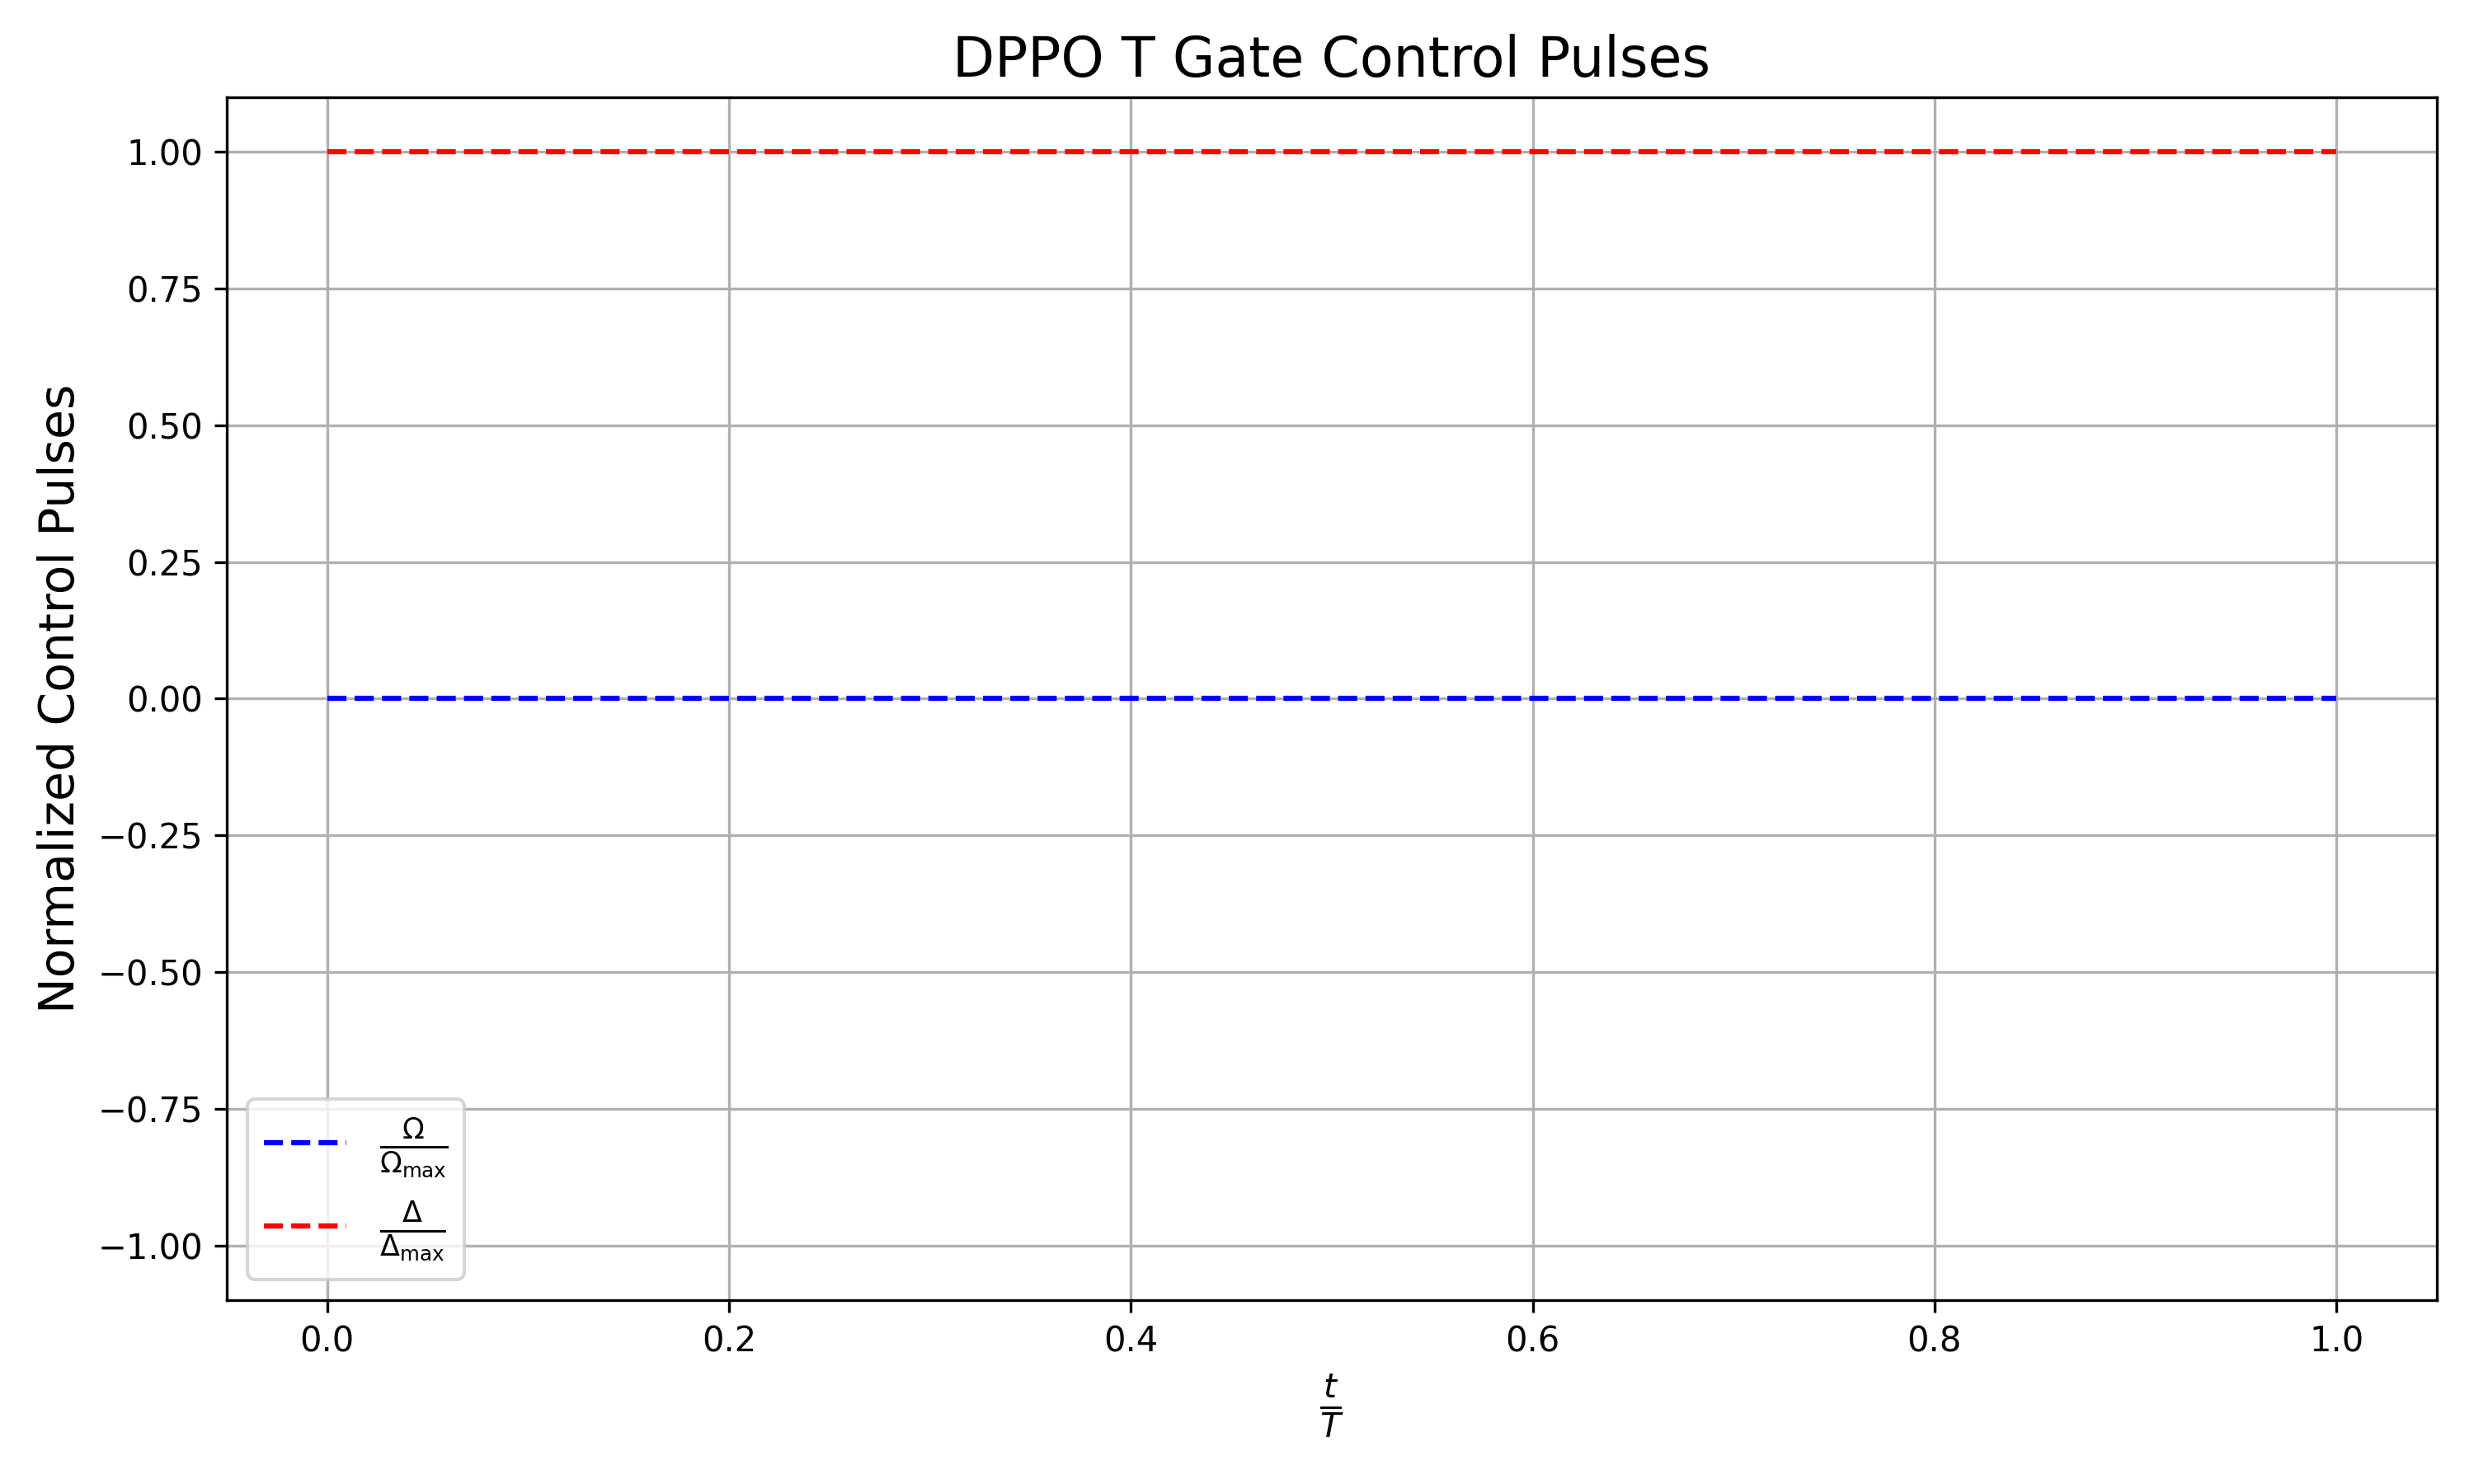 DPPO T Gate Control Pulses
Normalized Control Pulses
1.00
0.75
0.50
0.25
0.00
−0.25
−0.50
−0.75
−1.00
Ω
Ωmax
Δ
Δmax
0.0 0.2 0.4 0.6 0.8 1.0
t
T